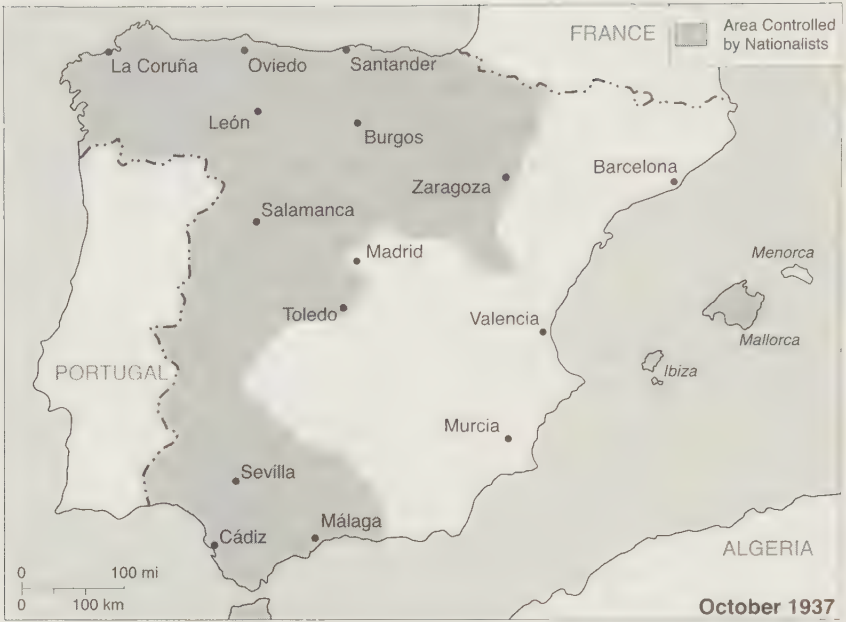 FRANCE
Area Controlled
by Nationalists
La Coruña
Oviedo
Santander
León
Burgos
Zaragoza
Barcelona
Salamanca
Madrid
Menorca
Toledo
Valencia
Mallorca
PORTUGAL
Ibiza
Murcia
Sevilla
Málaga
Cádiz
ALGERIA
0 100 mi
0 100 km
October 1937